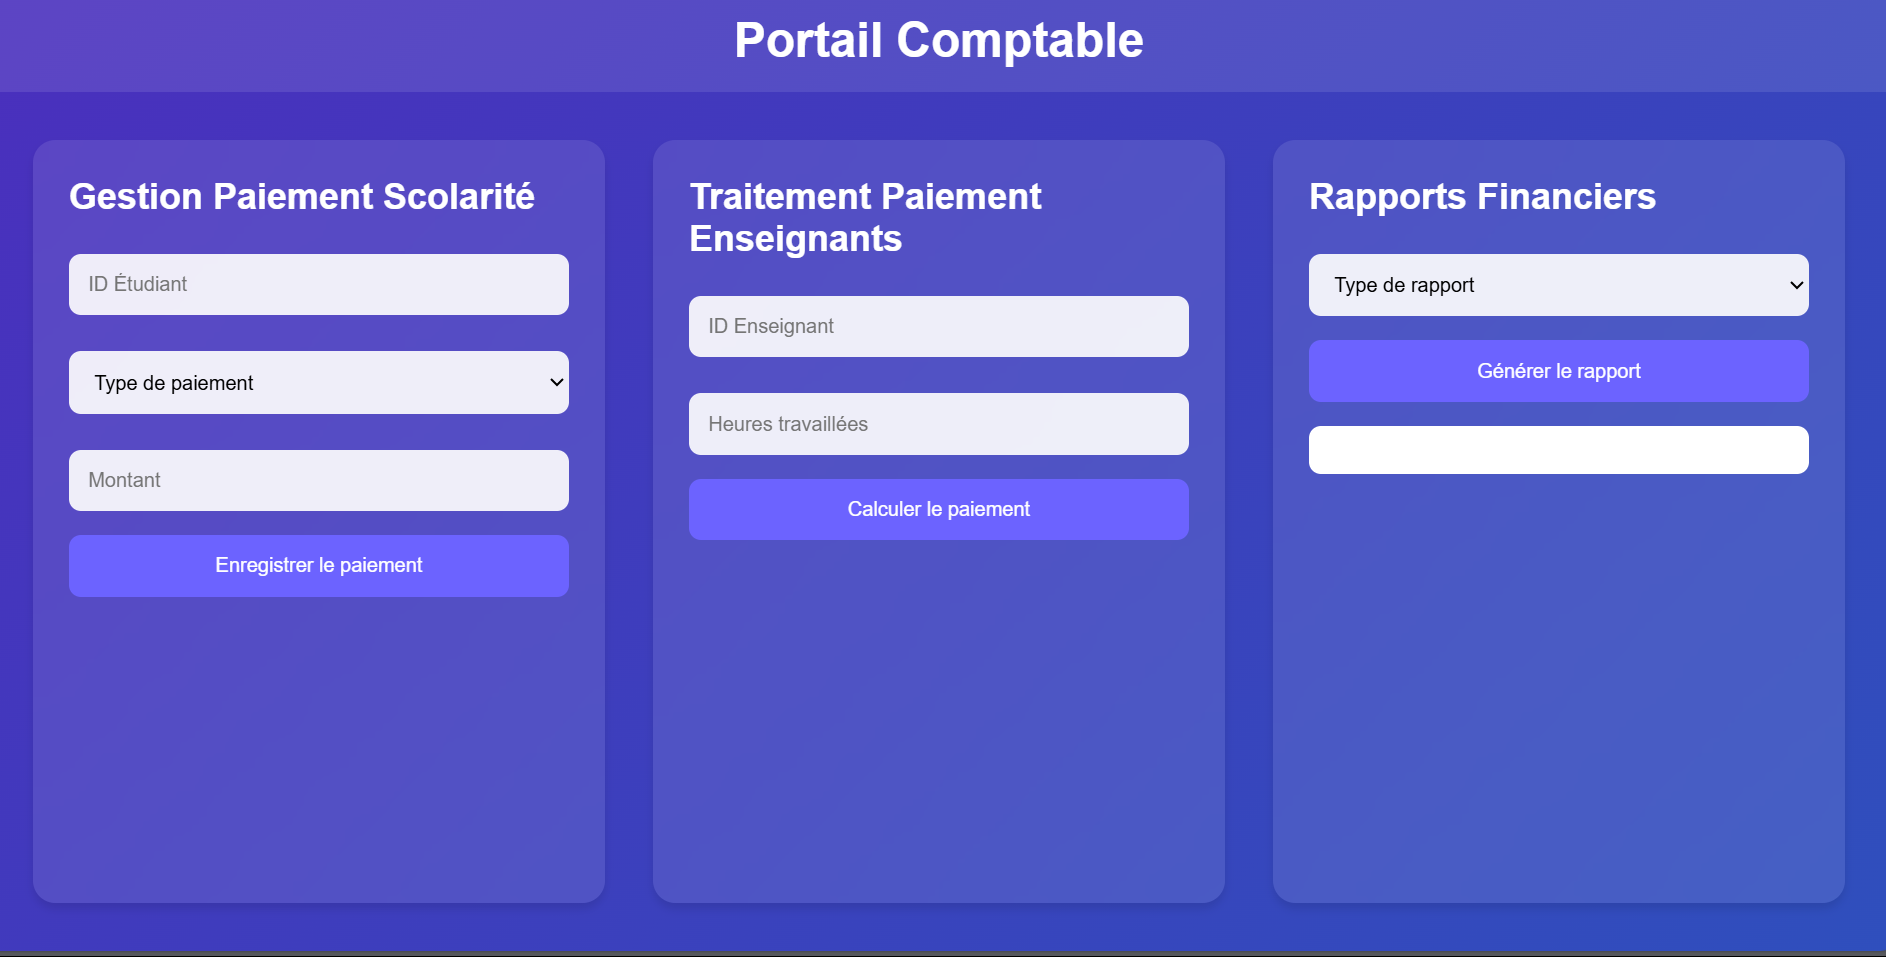 Portail Comptable
Gestion Paiement Scolarité
ID Étudiant
Type de paiement
Montant
Enregistrer le paiement
Traitement Paiement
Enseignants
ID Enseignant
Heures travaillées
Calculer le paiement
Rapports Financiers
Type de rapport
Générer le rapport